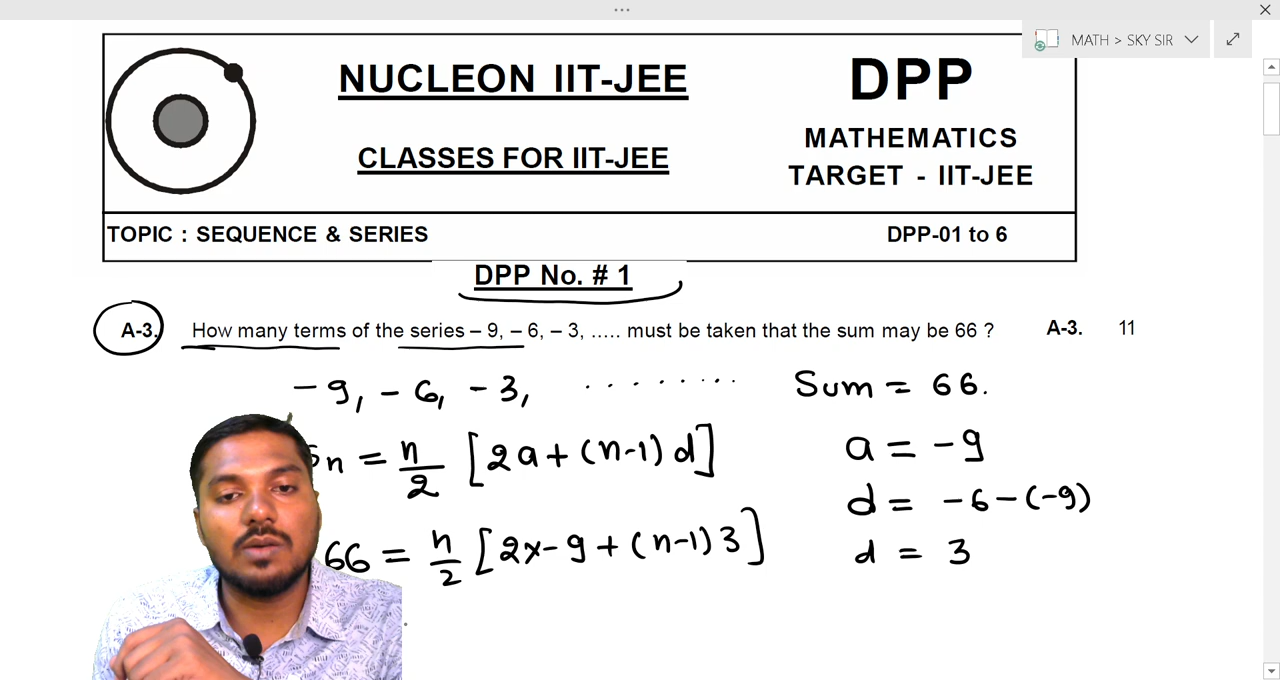 MATH > SKY SIR
NUCLEON IIT-JEE
CLASSES FOR IIT-JEE
DPP
MATHEMATICS
TARGET - IIT-JEE
TOPIC : SEQUENCE & SERIES
DPP-01 to 6
DPP No. # 1
A-3. How many terms of the series – 9, – 6, – 3, ..... must be taken that the sum may be 66 ?
A-3. 11
-9, -6, -3, ........
Sum = 66.
n = n/2 [2a+(n-1)d]
a = -9
66 = n/2 [2x-9+(n-1)3]
d = -6-(-9)
d = 3